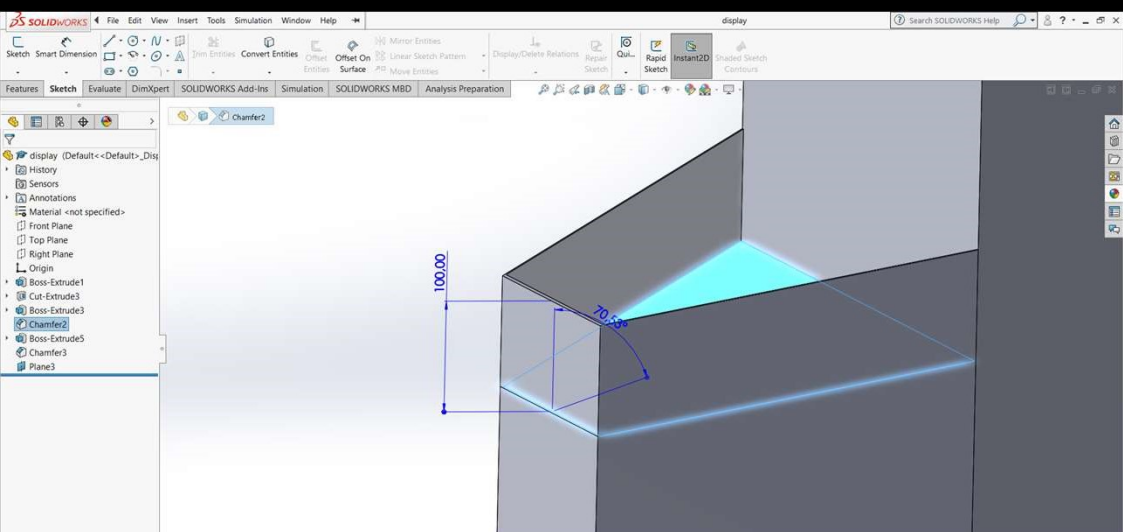 SOLIDWORKS File Edit View Insert Tools Simulation Window Help display Search SOLIDWORKS Help
Sketch Smart Dimension Trim Entities Convert Entities Offset Entities Offset On Surface Mirror Entities Linear Sketch Pattern Move Entities Display/Delete Relations Repair Sketch Qui... Rapid Sketch Instant2D Shaded Sketch Contours
Features Sketch Evaluate DimXpert SOLIDWORKS Add-Ins Simulation SOLIDWORKS MBD Analysis Preparation
Chamfer2
display (Default<<Default>_Disp
History
Sensors
Annotations
Material <not specified>
Front Plane
Top Plane
Right Plane
Origin
Boss-Extrude1
Cut-Extrude3
Boss-Extrude3
Chamfer2
Boss-Extrude5
Chamfer3
Plane3
100,00
70,53°